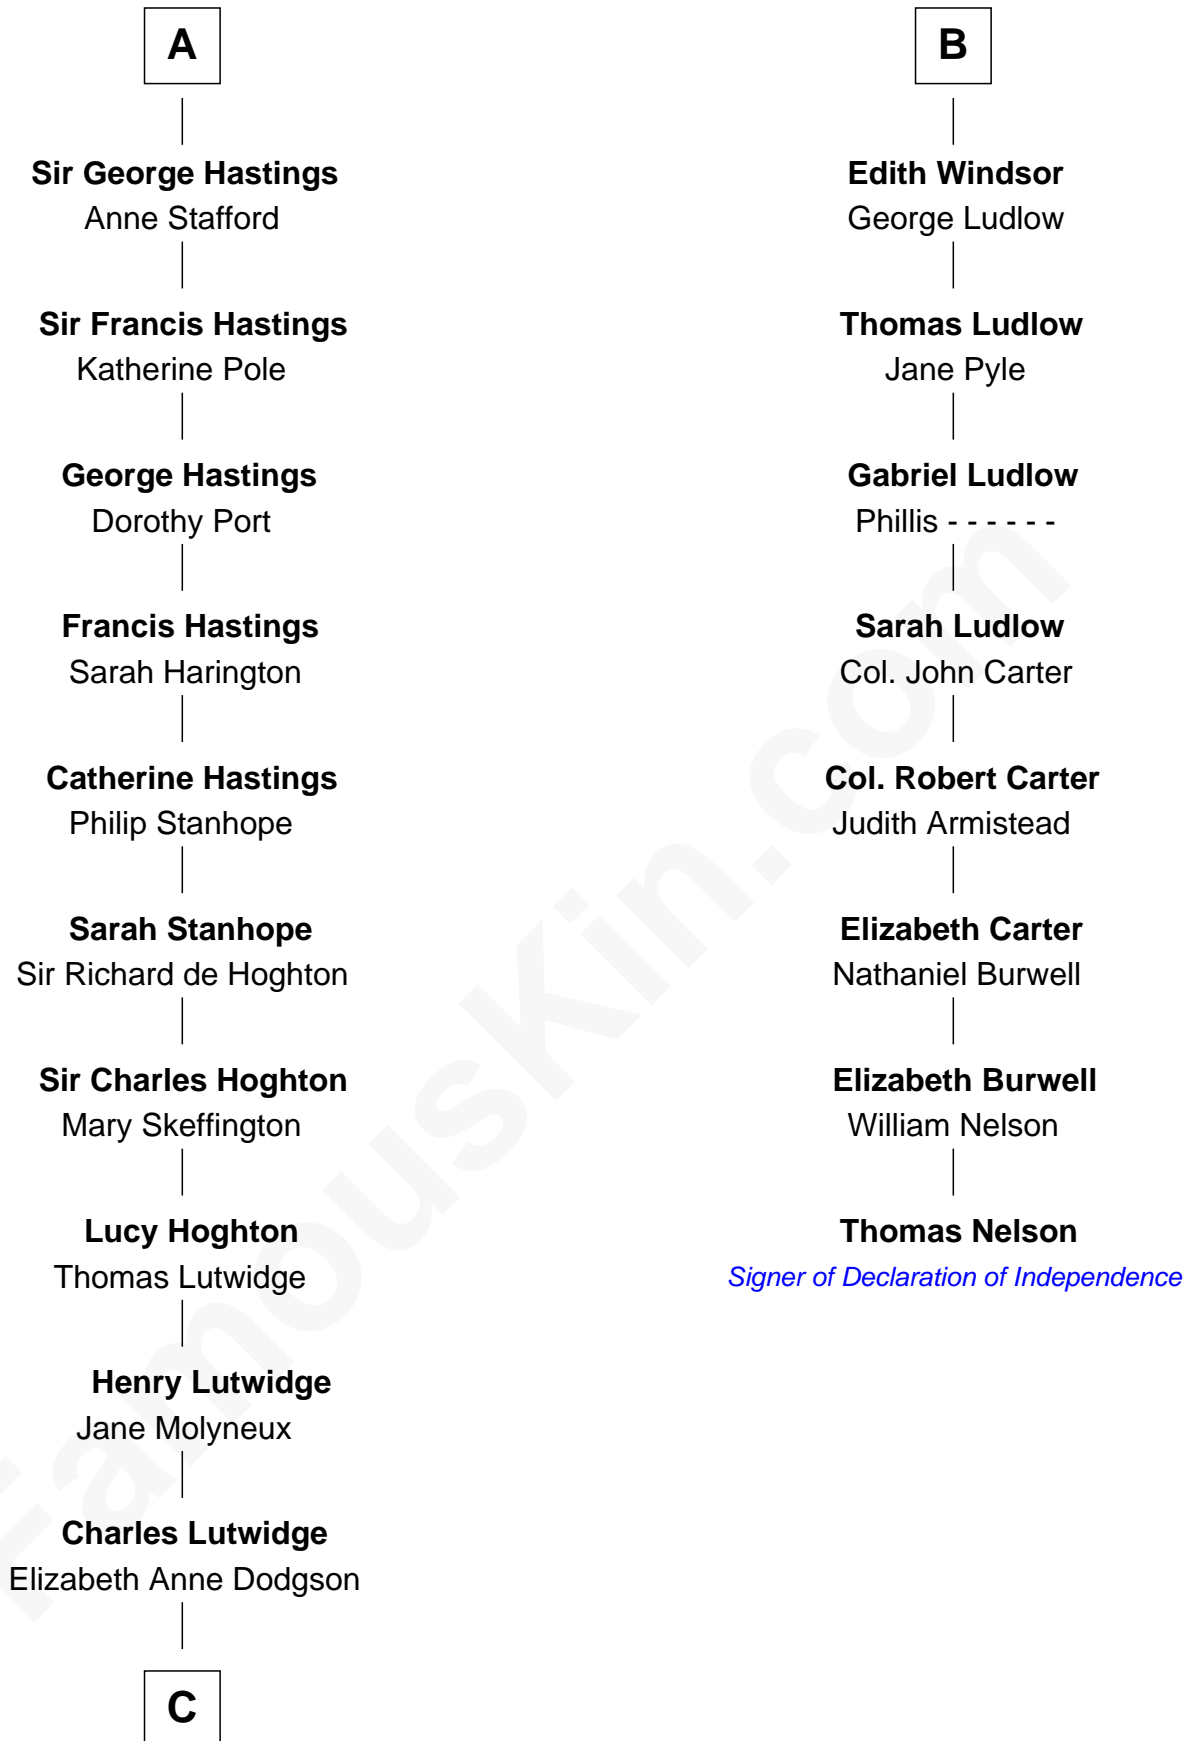 A
Sir George Hastings
Anne Stafford
Sir Francis Hastings
Katherine Pole
George Hastings
Dorothy Port
Francis Hastings
Sarah Harington
Catherine Hastings
Philip Stanhope
Sarah Stanhope
Sir Richard de Hoghton
Sir Charles Hoghton
Mary Skeffington
Lucy Hoghton
Thomas Lutwidge
Henry Lutwidge
Jane Molyneux
Charles Lutwidge
Elizabeth Anne Dodgson
C
B
Edith Windsor
George Ludlow
Thomas Ludlow
Jane Pyle
Gabriel Ludlow
Phillis - - - - - -
Sarah Ludlow
Col. John Carter
Col. Robert Carter
Judith Armistead
Elizabeth Carter
Nathaniel Burwell
Elizabeth Burwell
William Nelson
Thomas Nelson
Signer of Declaration of Independence
FamousKin.com